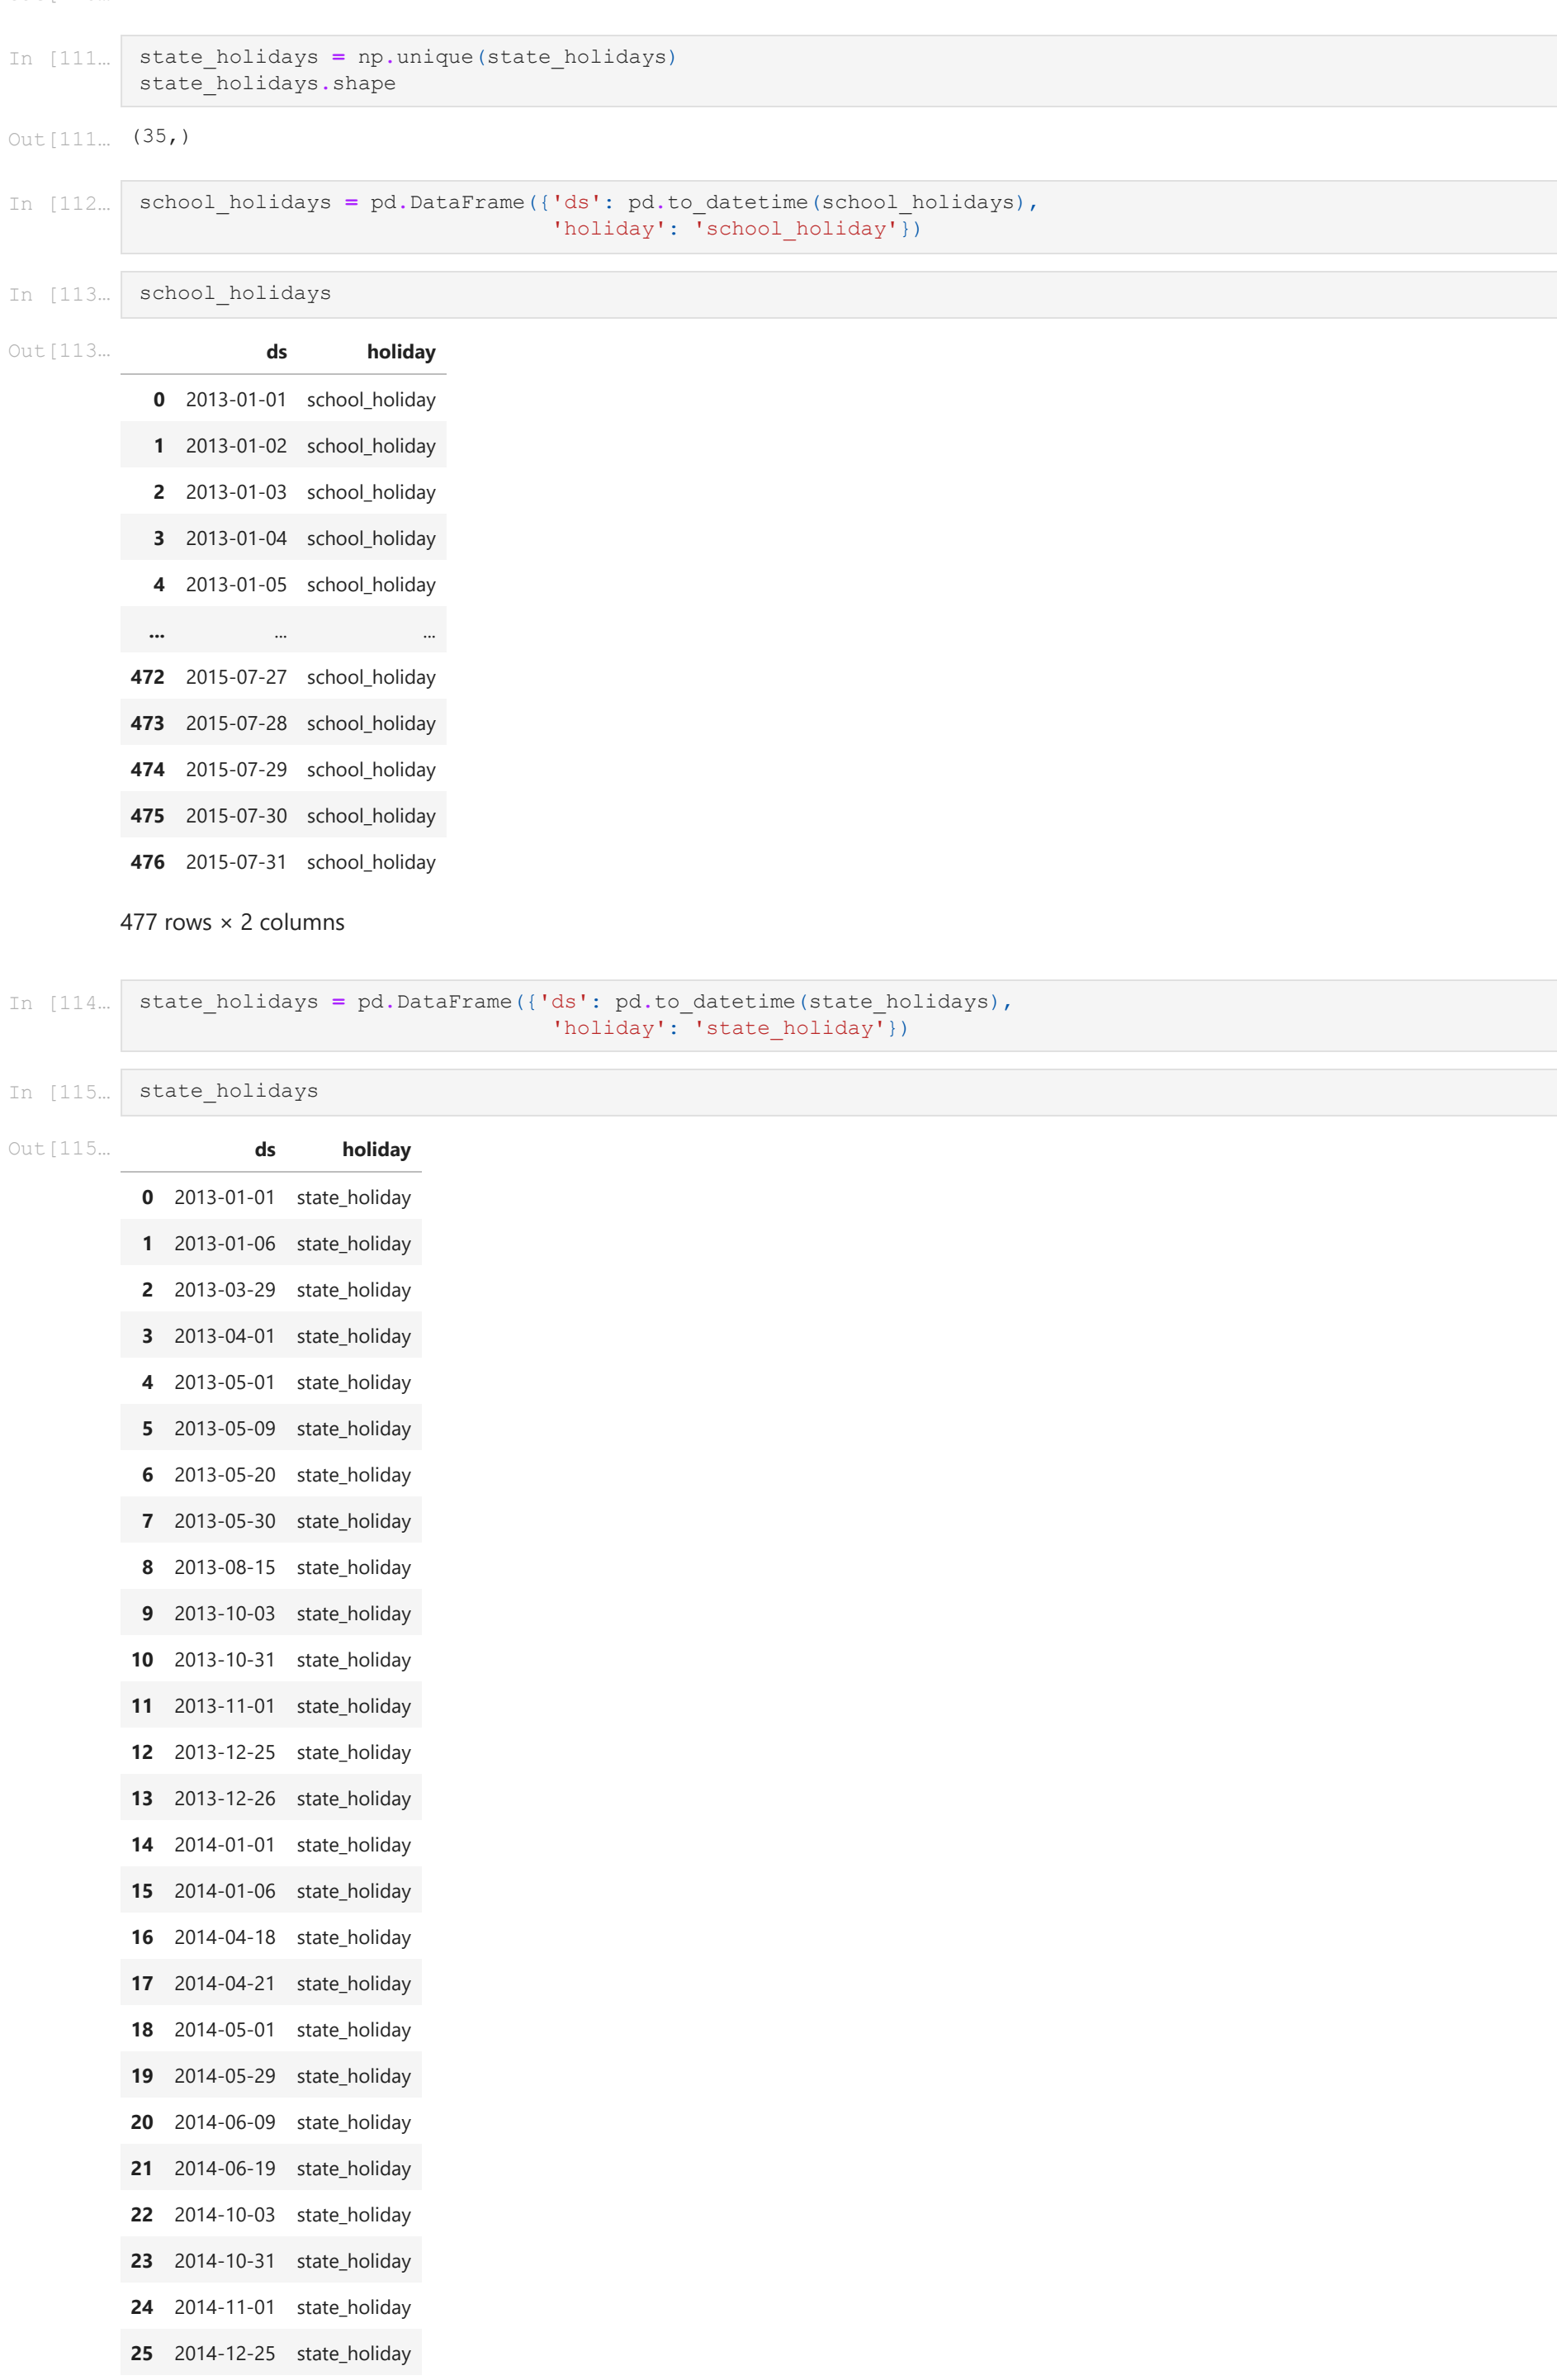 In [111…
state_holidays = np.unique(state_holidays)
state_holidays.shape
Out[111… (35,)
In [112…
school_holidays = pd.DataFrame({'ds': pd.to_datetime(school_holidays),
'holiday': 'school_holiday'})
In [113… school_holidays
Out[113…
ds holiday
0 2013-01-01 school_holiday
1 2013-01-02 school_holiday
2 2013-01-03 school_holiday
3 2013-01-04 school_holiday
4 2013-01-05 school_holiday
... ... ...
472 2015-07-27 school_holiday
473 2015-07-28 school_holiday
474 2015-07-29 school_holiday
475 2015-07-30 school_holiday
476 2015-07-31 school_holiday
477 rows × 2 columns
In [114…
state_holidays = pd.DataFrame({'ds': pd.to_datetime(state_holidays),
'holiday': 'state_holiday'})
In [115… state_holidays
Out[115…
ds holiday
0 2013-01-01 state_holiday
1 2013-01-06 state_holiday
2 2013-03-29 state_holiday
3 2013-04-01 state_holiday
4 2013-05-01 state_holiday
5 2013-05-09 state_holiday
6 2013-05-20 state_holiday
7 2013-05-30 state_holiday
8 2013-08-15 state_holiday
9 2013-10-03 state_holiday
10 2013-10-31 state_holiday
11 2013-11-01 state_holiday
12 2013-12-25 state_holiday
13 2013-12-26 state_holiday
14 2014-01-01 state_holiday
15 2014-01-06 state_holiday
16 2014-04-18 state_holiday
17 2014-04-21 state_holiday
18 2014-05-01 state_holiday
19 2014-05-29 state_holiday
20 2014-06-09 state_holiday
21 2014-06-19 state_holiday
22 2014-10-03 state_holiday
23 2014-10-31 state_holiday
24 2014-11-01 state_holiday
25 2014-12-25 state_holiday